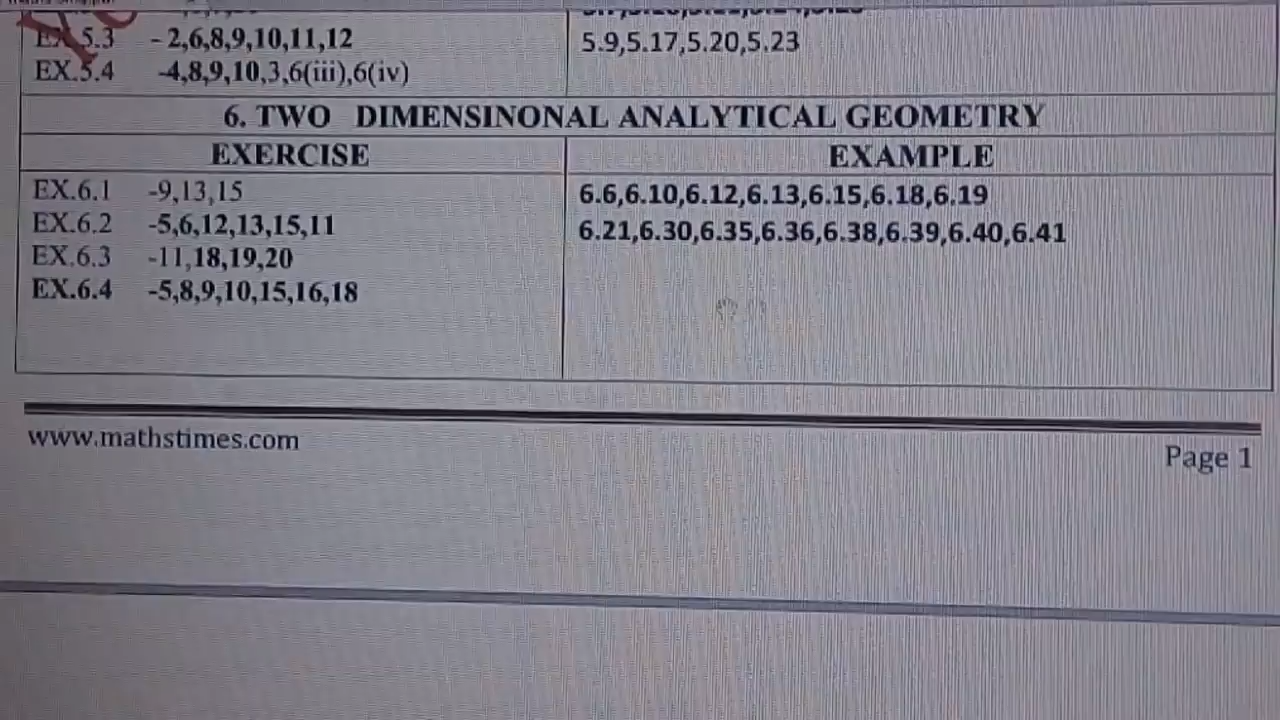 EX.5.3 - 2,6,8,9,10,11,12
5.9,5.17,5.20,5.23
EX.5.4 -4,8,9,10,3,6(iii),6(iv)
6. TWO DIMENSINONAL ANALYTICAL GEOMETRY
EXERCISE
EXAMPLE
EX.6.1 -9,13,15
6.6,6.10,6.12,6.13,6.15,6.18,6.19
EX.6.2 -5,6,12,13,15,11
6.21,6.30,6.35,6.36,6.38,6.39,6.40,6.41
EX.6.3 -11,18,19,20
EX.6.4 -5,8,9,10,15,16,18
www.mathstimes.com
Page 1